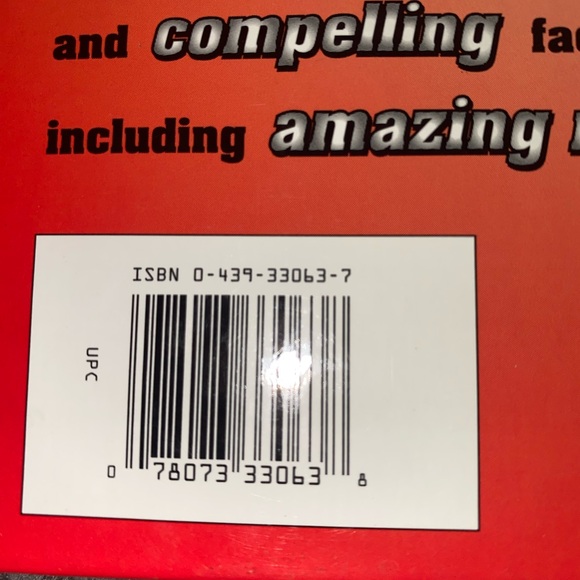 and compelling
including amazing
ISBN 0-439-33063-7
UPC
0 78073 33063 8